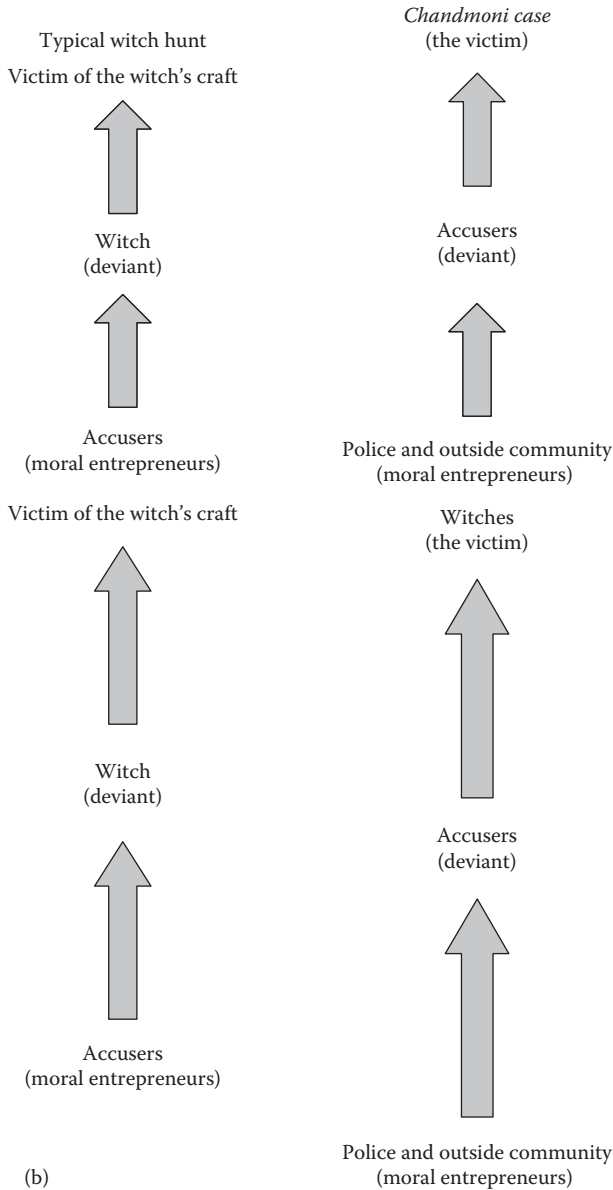 Typical witch hunt
Victim of the witch’s craft
Witch
(deviant)
Accusers
(moral entrepreneurs)
Victim of the witch’s craft
Witch
(deviant)
Accusers
(moral entrepreneurs)
(b)
Chandmoni case
(the victim)
Accusers
(deviant)
Police and outside community
(moral entrepreneurs)
Witches
(the victim)
Accusers
(deviant)
Police and outside community
(moral entrepreneurs)